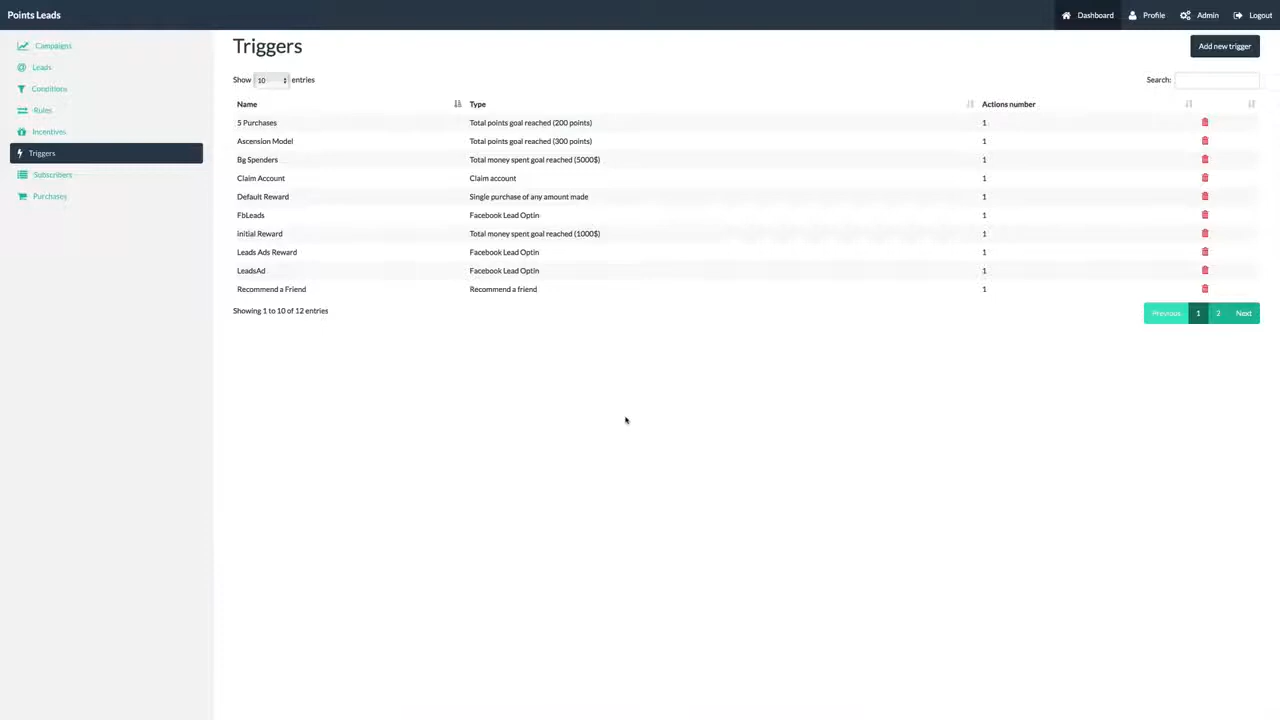 Points Leads
Dashboard Profile Admin Logout
Campaigns
Leads
Conditions
Rules
Incentives
Triggers
Subscribers
Purchases
Triggers
Add new trigger
Show 10 entries
Search:
Name Type Actions number
5 Purchases Total points goal reached (200 points) 1
Ascension Model Total points goal reached (300 points) 1
Bg Spenders Total money spent goal reached (5000$) 1
Claim Account Claim account 1
Default Reward Single purchase of any amount made 1
FbLeads Facebook Lead Optin 1
initial Reward Total money spent goal reached (1000$) 1
Leads Ads Reward Facebook Lead Optin 1
LeadsAd Facebook Lead Optin 1
Recommend a Friend Recommend a friend 1
Showing 1 to 10 of 12 entries
Previous 1 2 Next